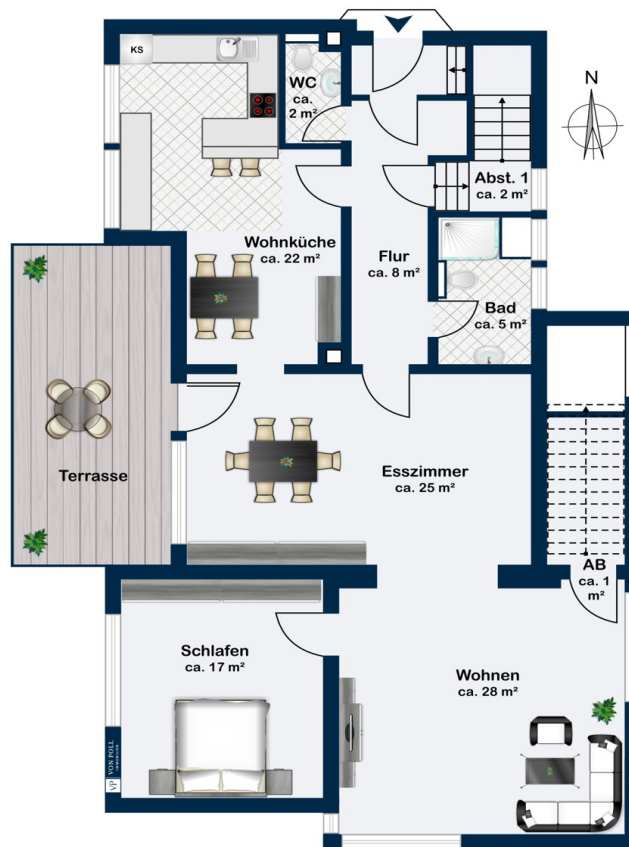 KS
WC
ca.
2 m²
N
Abst. 1
ca. 2 m²
Wohnküche
ca. 22 m²
Flur
ca. 8 m²
Bad
ca. 5 m²
Terrasse
Esszimmer
ca. 25 m²
AB
ca. 1
m²
Schlafen
ca. 17 m²
Wohnen
ca. 28 m²
VP VON POLL
IMMOBILIEN